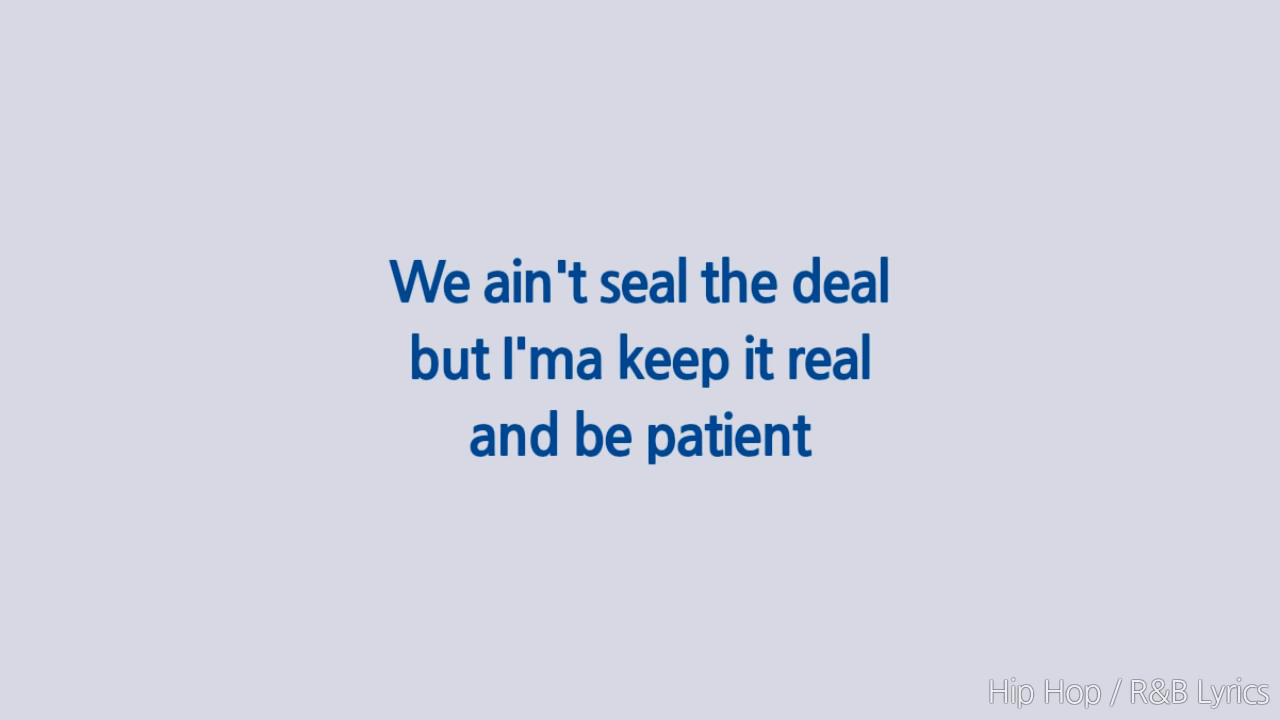 We ain't seal the deal
but I'ma keep it real
and be patient
Hip Hop / R&B Lyrics